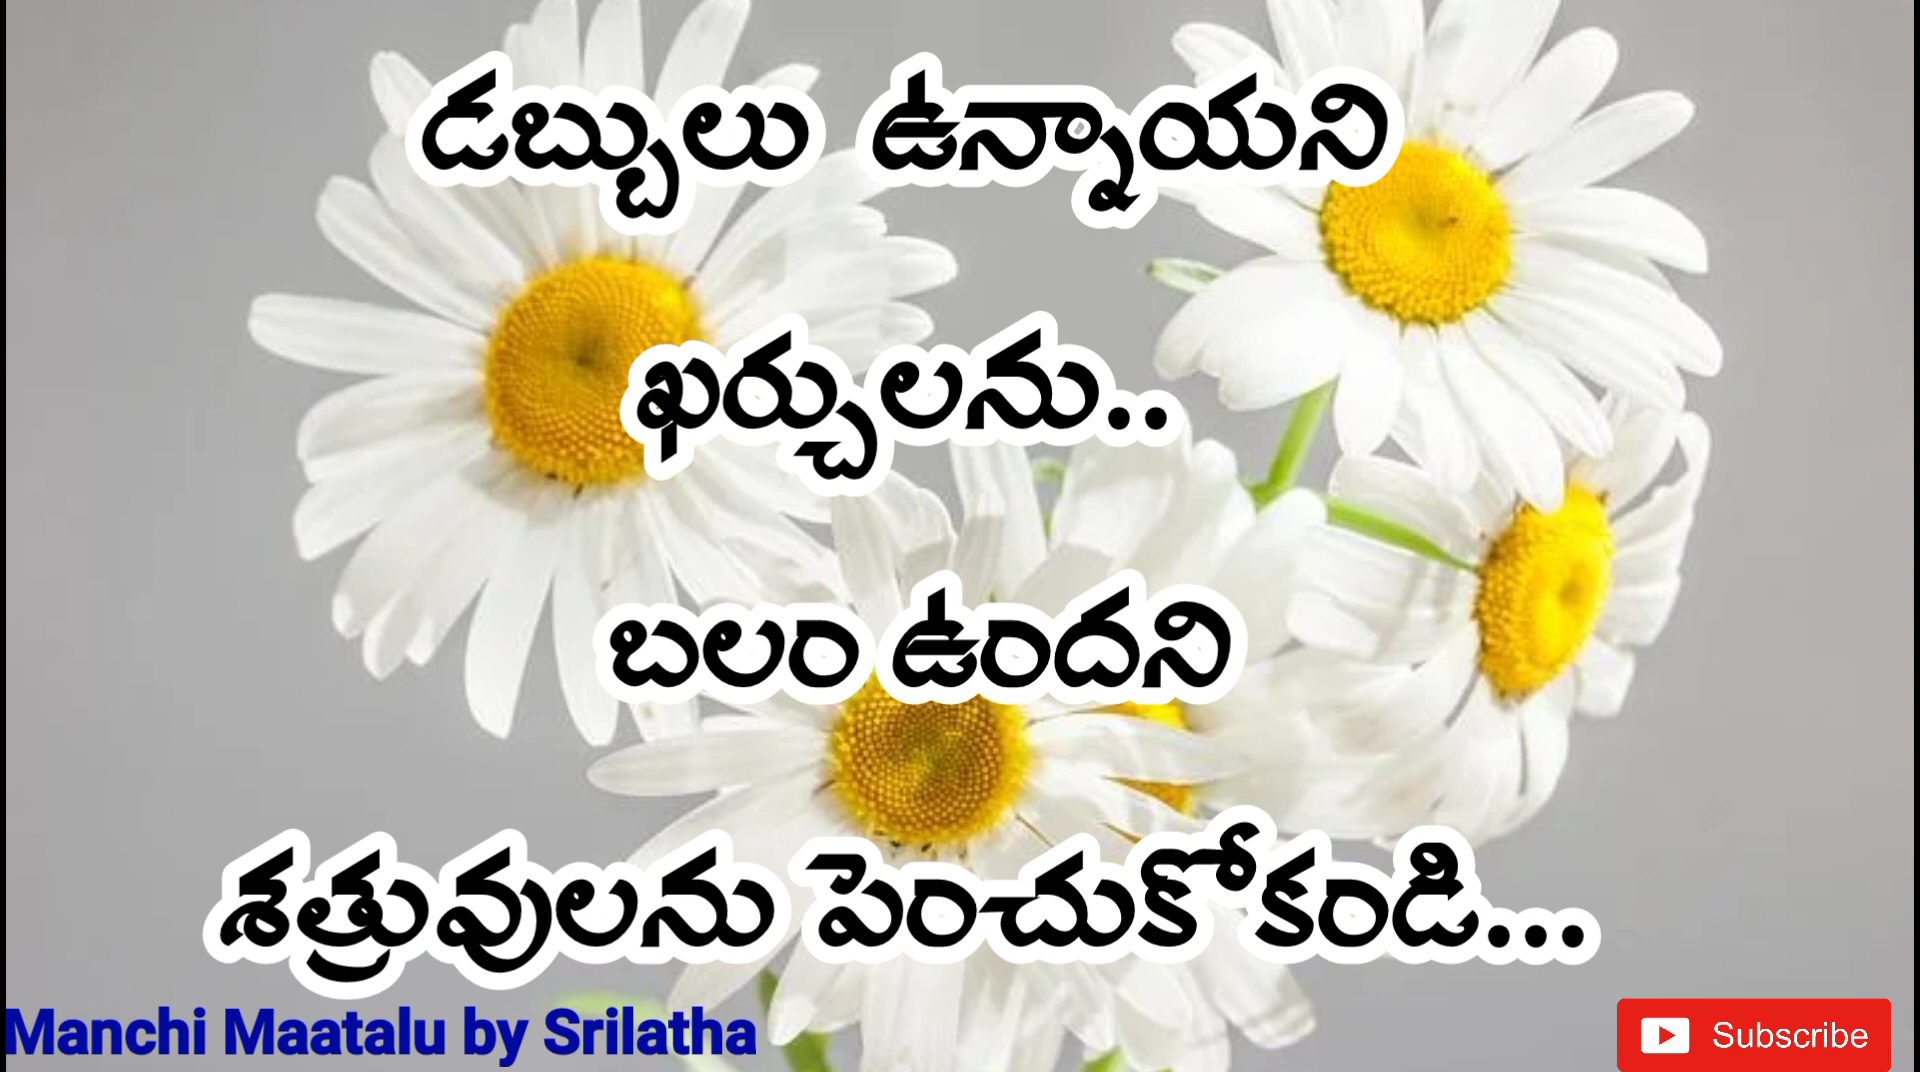 డబ్బులు ఉన్నాయని
ఖర్చులను..
బలం ఉందని
శత్రువులను పెంచుకోకండి...
Manchi Maatalu by Srilatha
Subscribe